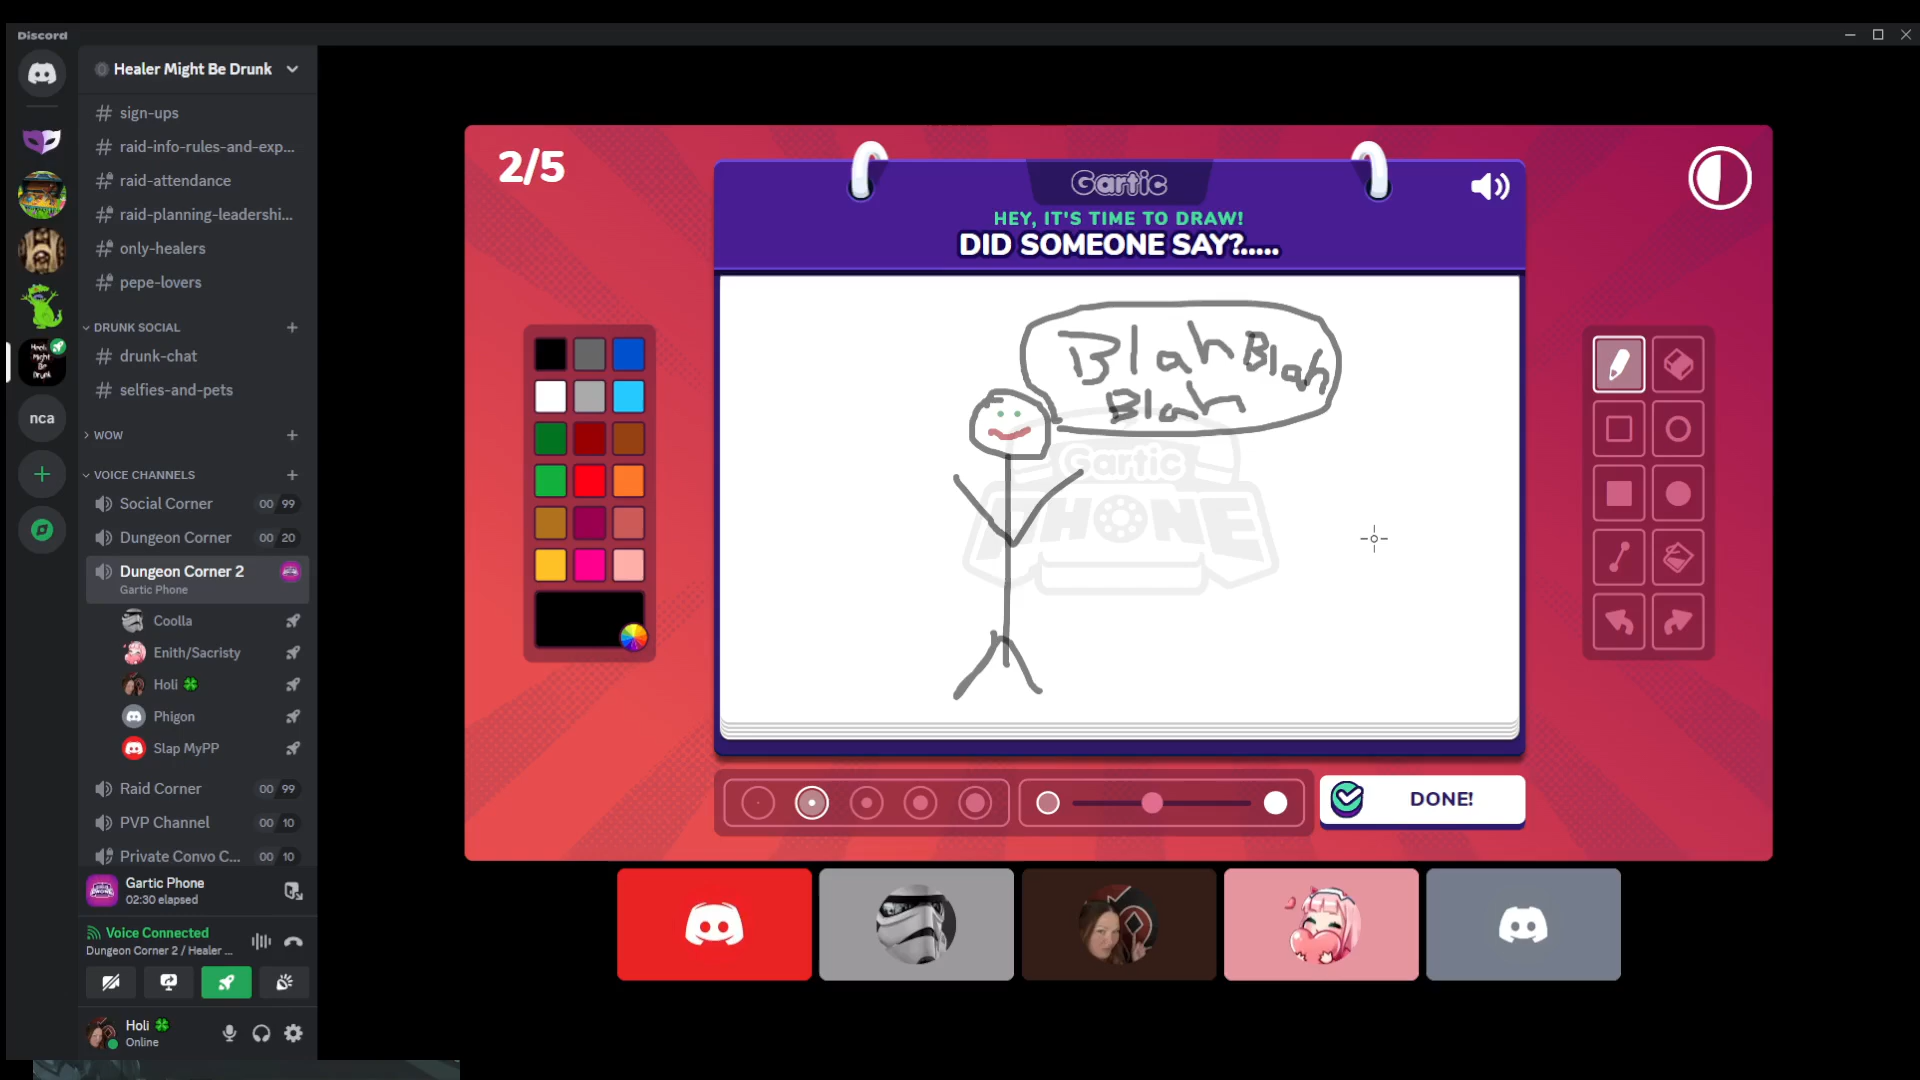 Discord
Healer Might Be Drunk
sign-ups
raid-info-rules-and-exp...
raid-attendance
raid-planning-leadershi...
only-healers
pepe-lovers
DRUNK SOCIAL
drunk-chat
selfies-and-pets
nca
WOW
VOICE CHANNELS
Social Corner 00 99
Dungeon Corner 00 20
Dungeon Corner 2
Gartic Phone
Coolla
Enith/Sacristy
Holi
Phigon
Slap MyPP
Raid Corner 00 99
PVP Channel 00 10
Private Convo C... 00 10
Gartic Phone
02:30 elapsed
Voice Connected
Dungeon Corner 2 / Healer ...
Holi
Online
2/5
Gartic
HEY, IT'S TIME TO DRAW!
DID SOMEONE SAY?.....
Blah Blah
Blah
Gartic
PHONE
DONE!